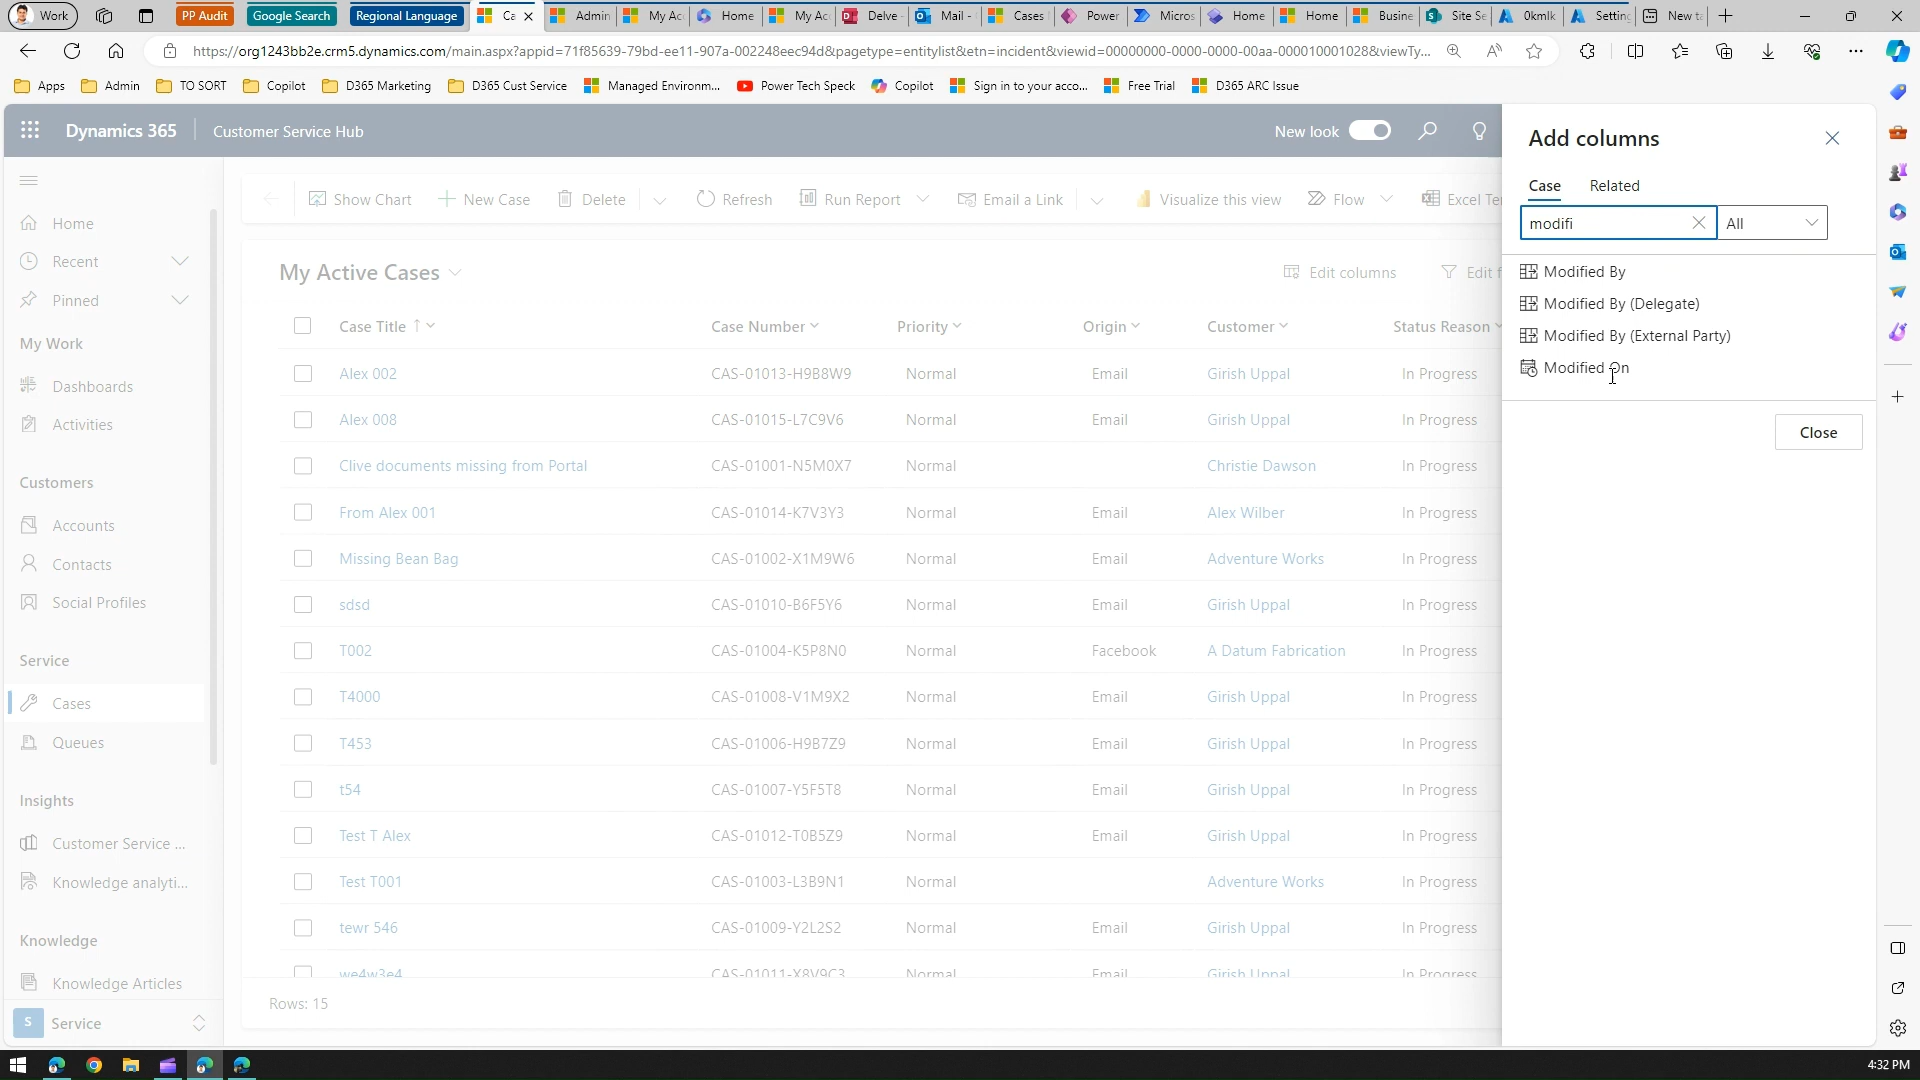 Work
PP Audit
Google Search
Regional Language
Ca
Admin
My Ac
Home
My Ac
Delve -
Mail -
Cases
Power
Micros
Home
Home
Busine
Site Se
0kmlk
Setting
New ta
https://org1243bb2e.crm5.dynamics.com/main.aspx?appid=71f85639-79bd-ee11-907a-002248eec94d&pagetype=entitylist&etn=incident&viewid=00000000-0000-0000-00aa-000010001028&viewTy...
Apps
Admin
TO SORT
Copilot
D365 Marketing
D365 Cust Service
Managed Environm...
Power Tech Speck
Copilot
Sign in to your acco...
Free Trial
D365 ARC Issue
Dynamics 365
Customer Service Hub
New look
Home
Recent
Pinned
My Work
Dashboards
Activities
Customers
Accounts
Contacts
Social Profiles
Service
Cases
Queues
Insights
Customer Service ...
Knowledge analyti...
Knowledge
Knowledge Articles
S Service
Show Chart
New Case
Delete
Refresh
Run Report
Email a Link
Visualize this view
Flow
Excel Te
My Active Cases
Edit columns
Edit f
Case Title ↑ Case Number Priority Origin Customer Status Reason
Alex 002 CAS-01013-H9B8W9 Normal Email Girish Uppal In Progress
Alex 008 CAS-01015-L7C9V6 Normal Email Girish Uppal In Progress
Clive documents missing from Portal CAS-01001-N5M0X7 Normal Christie Dawson In Progress
From Alex 001 CAS-01014-K7V3Y3 Normal Email Alex Wilber In Progress
Missing Bean Bag CAS-01002-X1M9W6 Normal Email Adventure Works In Progress
sdsd CAS-01010-B6F5Y6 Normal Email Girish Uppal In Progress
T002 CAS-01004-K5P8N0 Normal Facebook A Datum Fabrication In Progress
T4000 CAS-01008-V1M9X2 Normal Email Girish Uppal In Progress
T453 CAS-01006-H9B7Z9 Normal Email Girish Uppal In Progress
t54 CAS-01007-Y5F5T8 Normal Email Girish Uppal In Progress
Test T Alex CAS-01012-T0B5Z9 Normal Email Girish Uppal In Progress
Test T001 CAS-01003-L3B9N1 Normal Adventure Works In Progress
tewr 546 CAS-01009-Y2L2S2 Normal Email Girish Uppal In Progress
we4w3e4 CAS-01011-X8V9C3 Normal Email Girish Uppal In Progress
Rows: 15
Add columns
Case
Related
modifi
All
Modified By
Modified By (Delegate)
Modified By (External Party)
Modified On
Close
4:32 PM